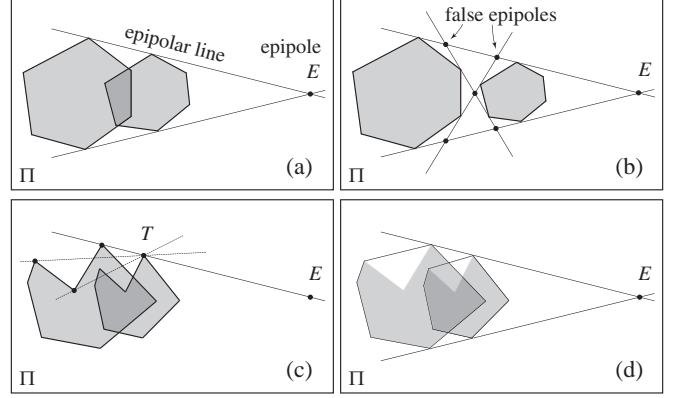 epipolar line
epipole
E
(a)
Π
false epipoles
E
(b)
Π
T
E
(c)
Π
E
(d)
Π